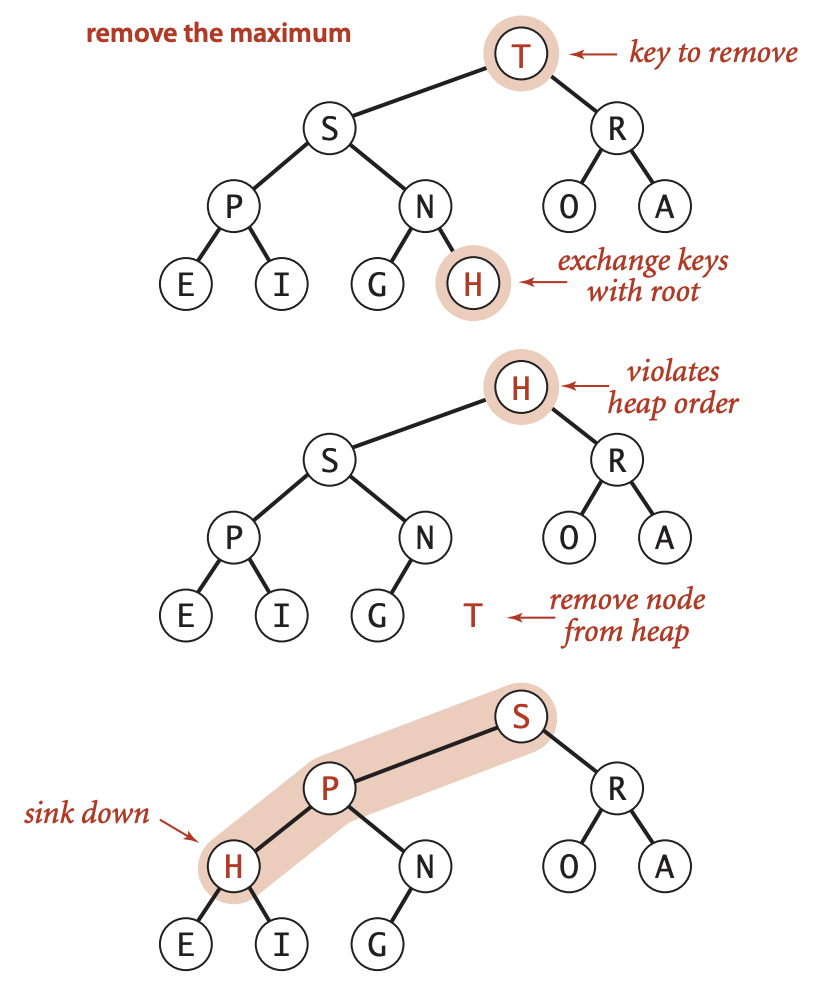 remove the maximum
T
key to remove
S
R
P
N
O
A
exchange keys
with root
E
I
G
H
violates
heap order
H
S
R
P
N
O
A
remove node
from heap
E
I
G
T
S
P
R
sink down
H
N
O
A
E
I
G